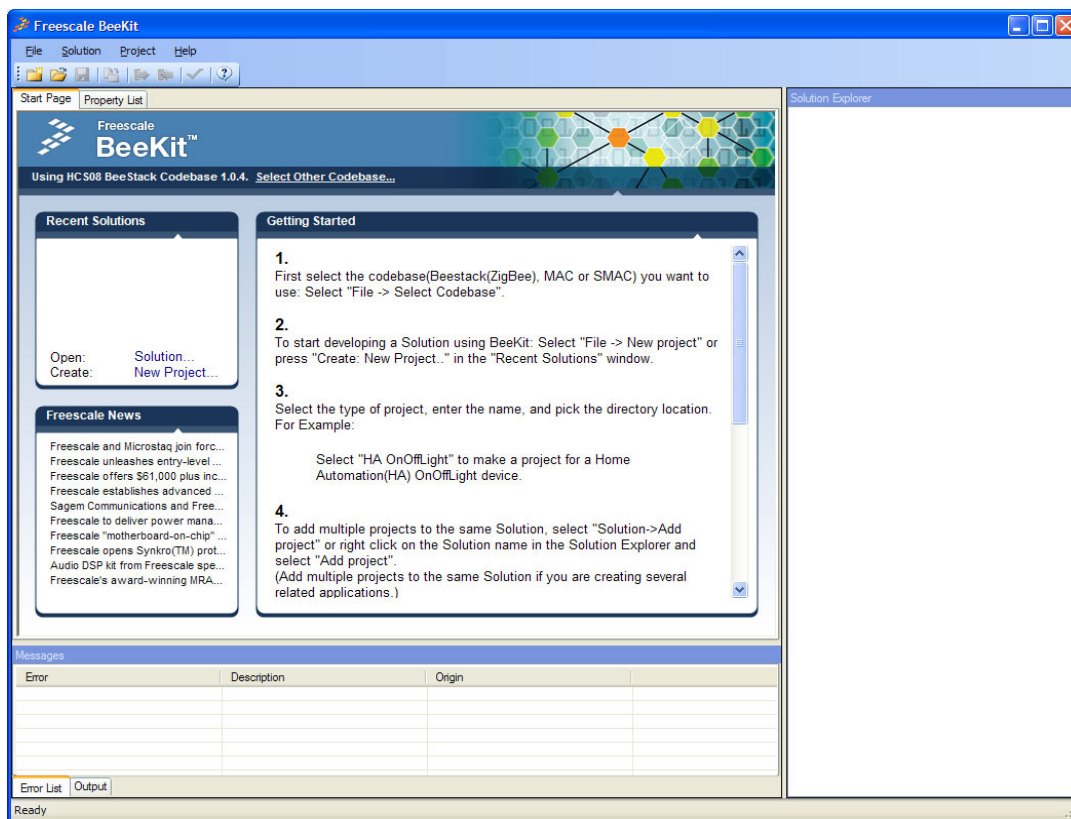 Freescale BeeKit
File Solution Project Help
Start Page Property List
Solution Explorer
Freescale
BeeKit™
Using HCS08 BeeStack Codebase 1.0.4. Select Other Codebase...
Recent Solutions
Open: Solution...
Create: New Project...
Freescale News
Freescale and Microstaq join forc...
Freescale unleashes entry-level ...
Freescale offers $61,000 plus inc...
Freescale establishes advanced ...
Sagem Communications and Free...
Freescale to deliver power mana...
Freescale "motherboard-on-chip" ...
Freescale opens Synkro(TM) prot...
Audio DSP kit from Freescale spe...
Freescale's award-winning MRA...
Getting Started
1.
First select the codebase(Beestack(ZigBee), MAC or SMAC) you want to
use: Select "File -> Select Codebase".
2.
To start developing a Solution using BeeKit: Select "File -> New project" or
press "Create: New Project.." in the "Recent Solutions" window.
3.
Select the type of project, enter the name, and pick the directory location.
For Example:
Select "HA OnOffLight" to make a project for a Home
Automation(HA) OnOffLight device.
4.
To add multiple projects to the same Solution, select "Solution->Add
project" or right click on the Solution name in the Solution Explorer and
select "Add project".
(Add multiple projects to the same Solution if you are creating several
related applications.)
Messages
Error Description Origin
Error List Output
Ready